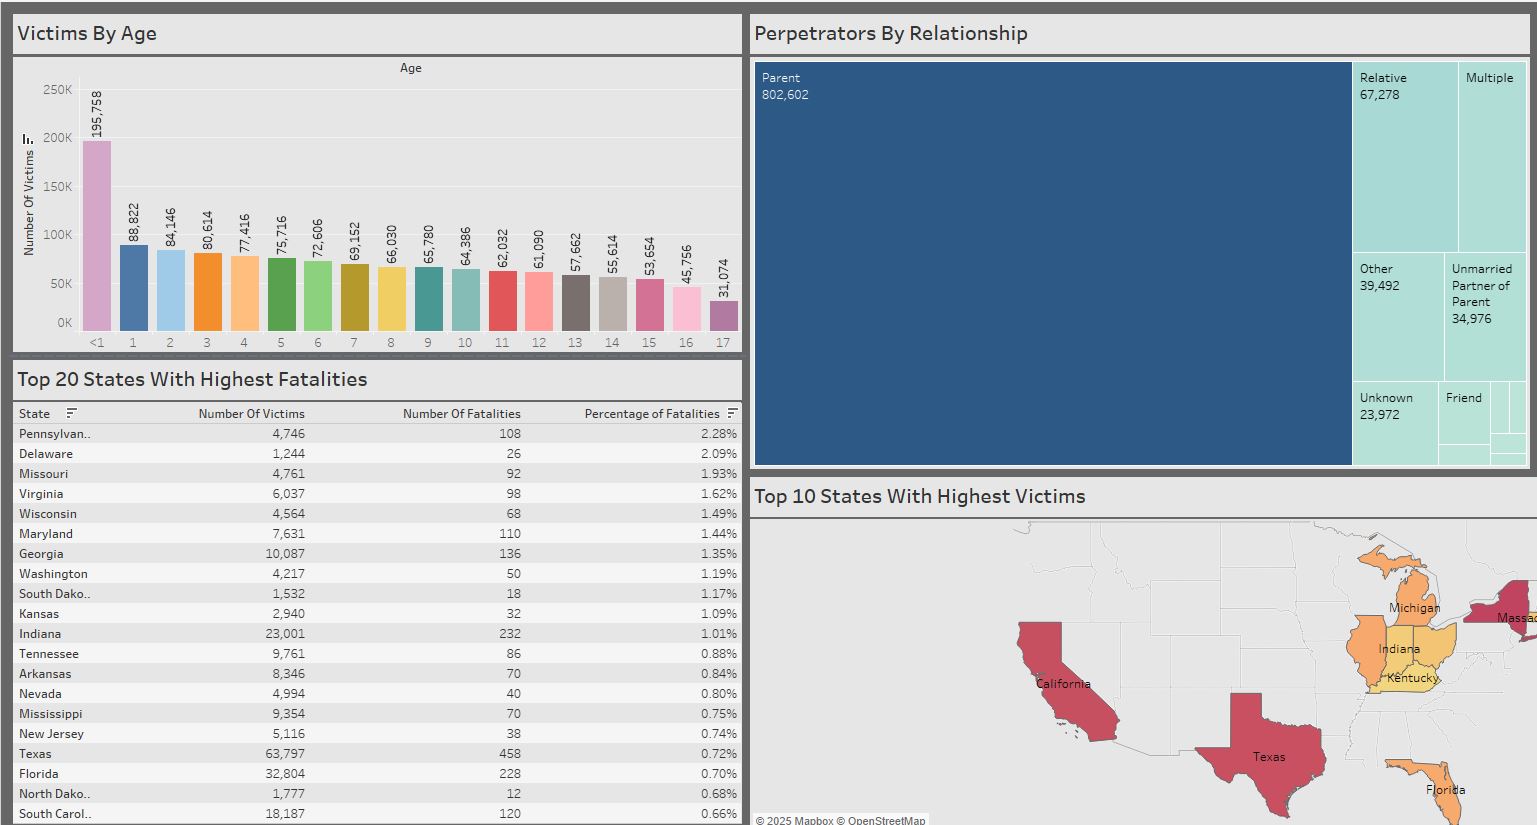 Victims By Age
Age
Number Of Victims
250K
200K
150K
100K
50K
0K
195,758
88,822
84,146
80,614
77,416
75,716
72,606
69,152
66,030
65,780
64,386
62,032
61,090
57,662
55,614
53,654
45,756
31,074
<1 1 2 3 4 5 6 7 8 9 10 11 12 13 14 15 16 17
Top 20 States With Highest Fatalities
State Number Of Victims Number Of Fatalities Percentage of Fatalities
Pennsylvan.. 4,746 108 2.28%
Delaware 1,244 26 2.09%
Missouri 4,761 92 1.93%
Virginia 6,037 98 1.62%
Wisconsin 4,564 68 1.49%
Maryland 7,631 110 1.44%
Georgia 10,087 136 1.35%
Washington 4,217 50 1.19%
South Dako.. 1,532 18 1.17%
Kansas 2,940 32 1.09%
Indiana 23,001 232 1.01%
Tennessee 9,761 86 0.88%
Arkansas 8,346 70 0.84%
Nevada 4,994 40 0.80%
Mississippi 9,354 70 0.75%
New Jersey 5,116 38 0.74%
Texas 63,797 458 0.72%
Florida 32,804 228 0.70%
North Dako.. 1,777 12 0.68%
South Carol.. 18,187 120 0.66%
Perpetrators By Relationship
Parent
802,602
Relative
67,278
Multiple
Other
39,492
Unmarried
Partner of
Parent
34,976
Unknown
23,972
Friend
Top 10 States With Highest Victims
Michigan
Massac
Indiana
Kentucky
California
Texas
Florida
© 2025 Mapbox © OpenStreetMap